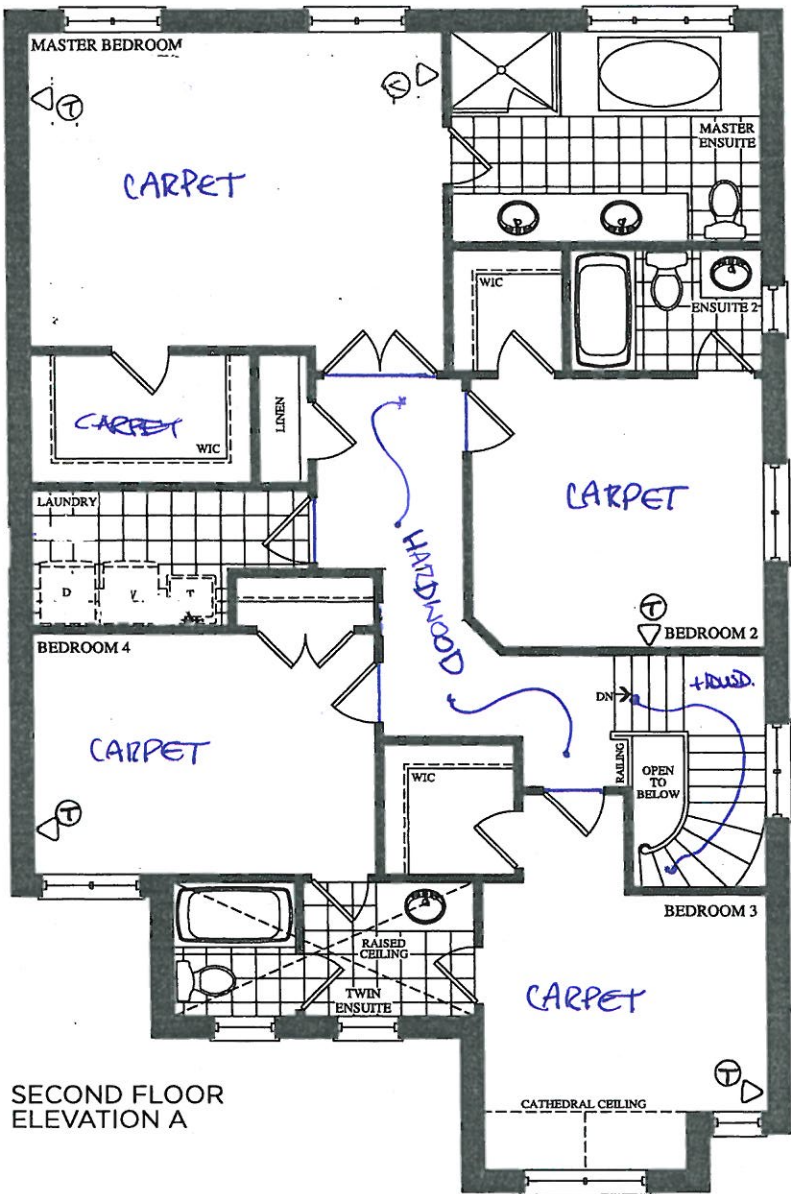 MASTER BEDROOM
T
CARPET
MASTER
ENSUITE
WIC
ENSUITE 2
CARPET
WIC
LINEN
CARPET
LAUNDRY
D
T
HARDWOOD
T
BEDROOM 2
BEDROOM 4
CARPET
T
DN
RAILING
OPEN
TO
BELOW
WIC
BEDROOM 3
RAISED
CEILING
TWIN
ENSUITE
CARPET
T
CATHEDRAL CEILING
SECOND FLOOR
ELEVATION A